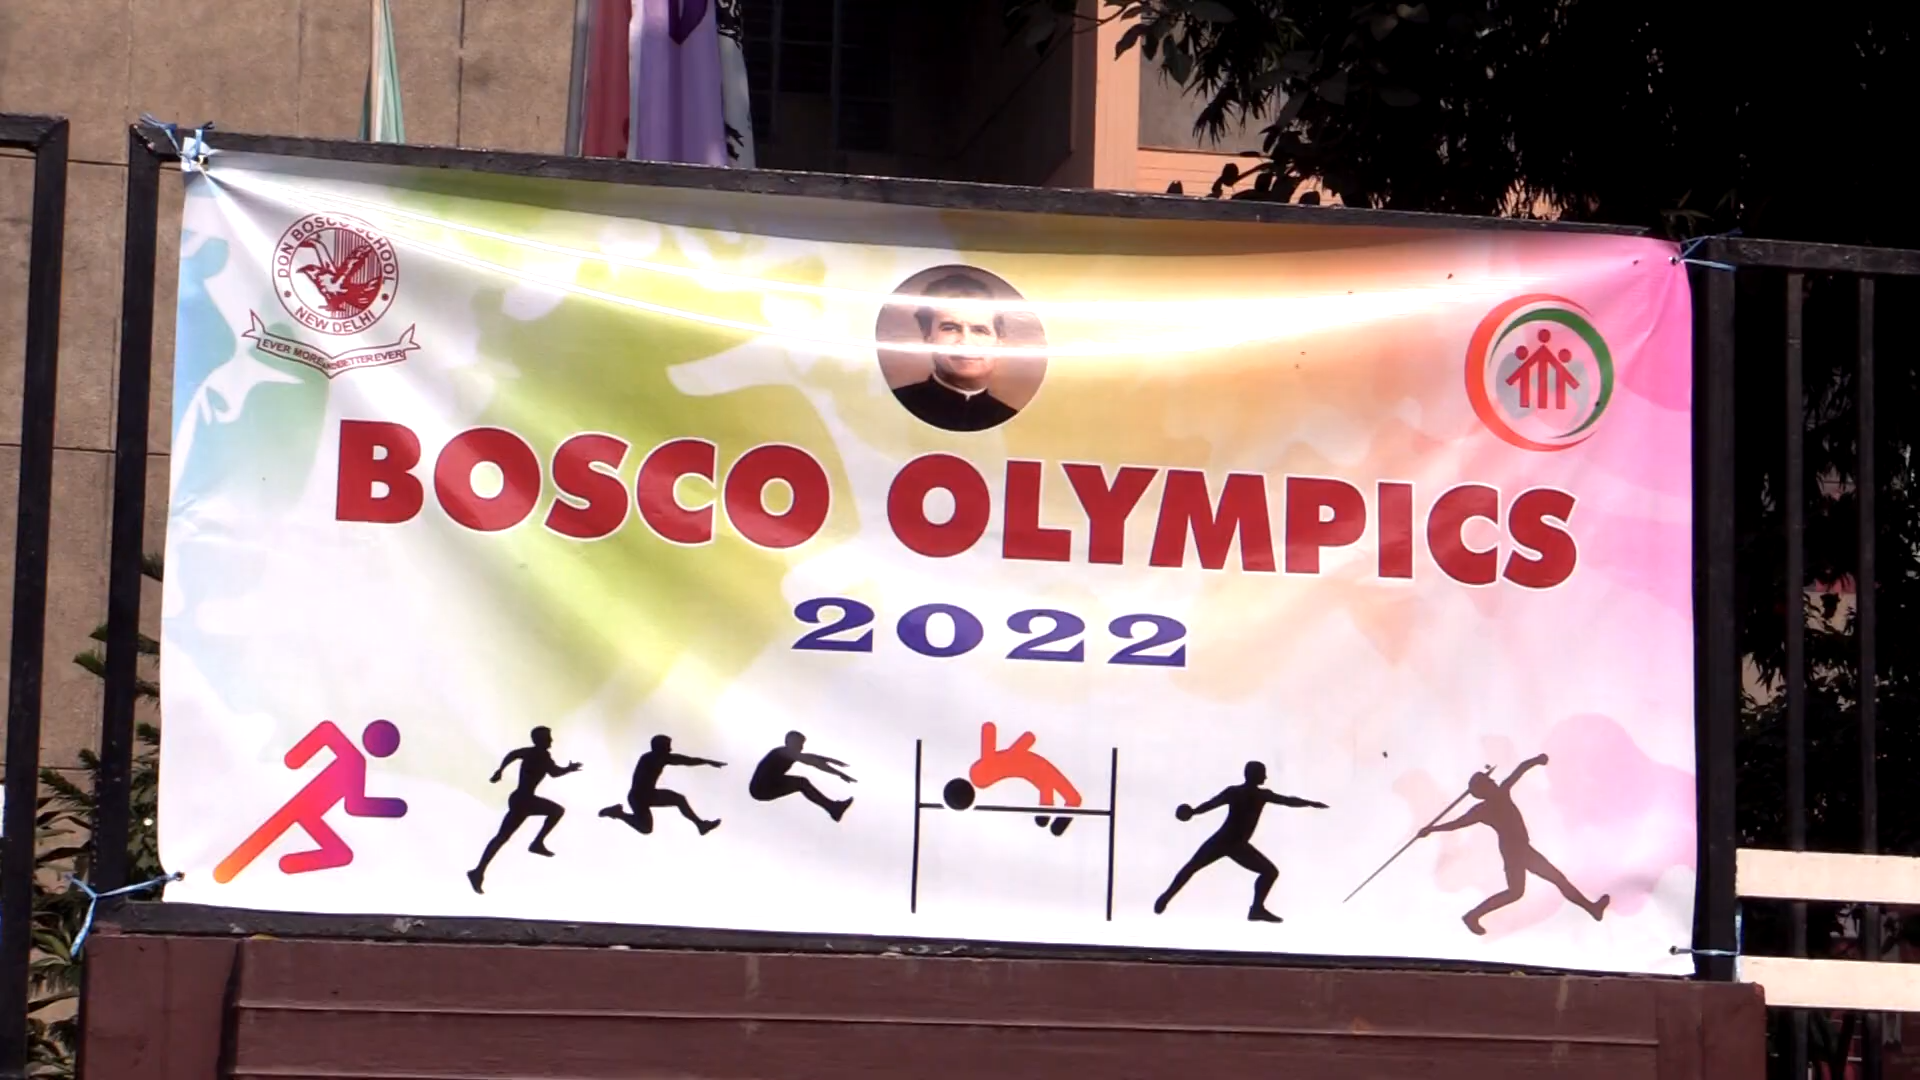 DON BOSCO SCHOOL
NEW DELHI
EVER MORE AND BETTER EVER
BOSCO OLYMPICS
2022